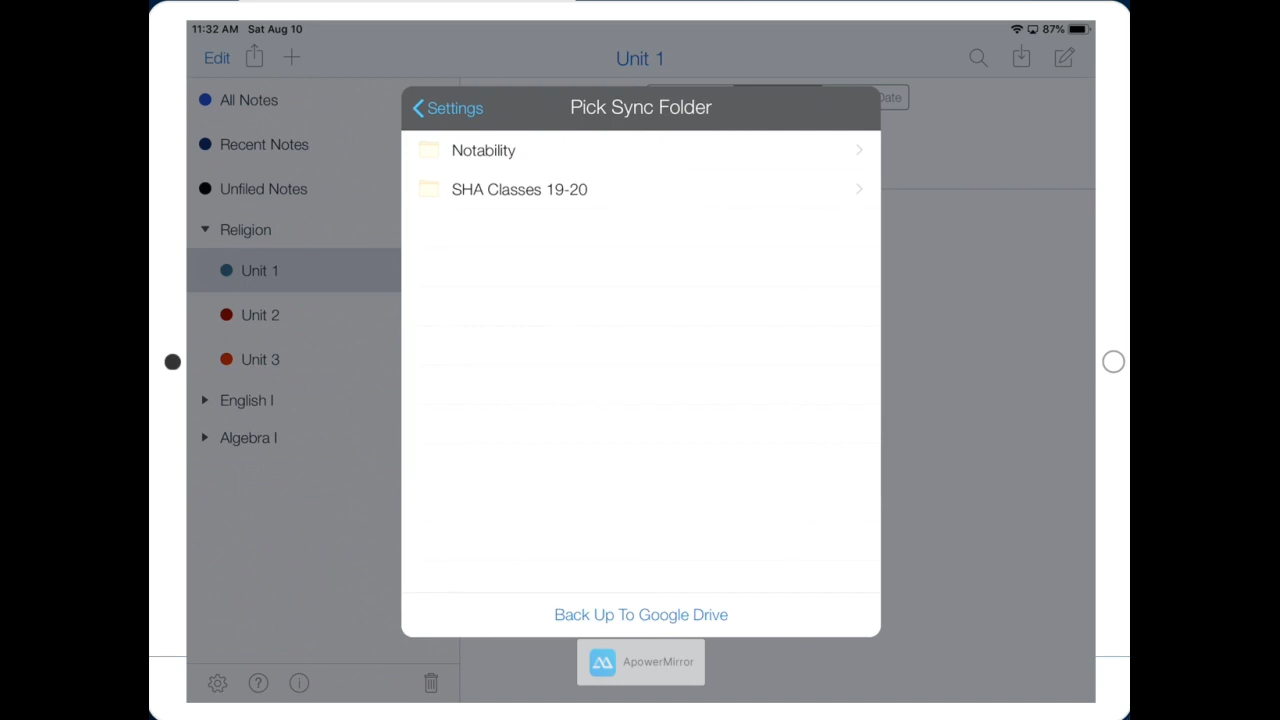 11:32 AM Sat Aug 10
87%
Edit
Unit 1
Date
All Notes
Recent Notes
Unfiled Notes
Religion
Unit 1
Unit 2
Unit 3
English I
Algebra I
Settings
Pick Sync Folder
Notability
SHA Classes 19-20
Back Up To Google Drive
ApowerMirror